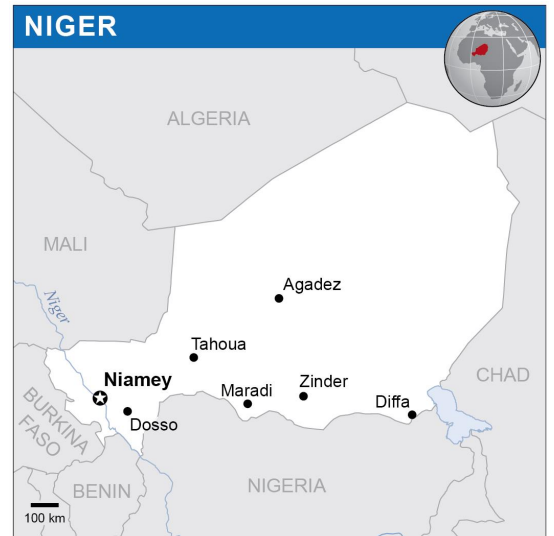 NIGER
ALGERIA
MALI
Niger
Agadez
Tahoua
Niamey
Maradi
Zinder
CHAD
Diffa
Dosso
BURKINA
FASO
BENIN
NIGERIA
100 km